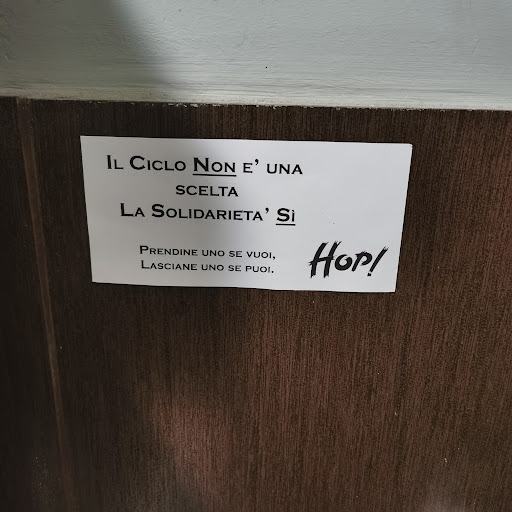 Il Ciclo Non e' una
scelta
La Solidarieta' Sì
Prendine uno se vuoi,
Lasciane uno se puoi.
Hop!